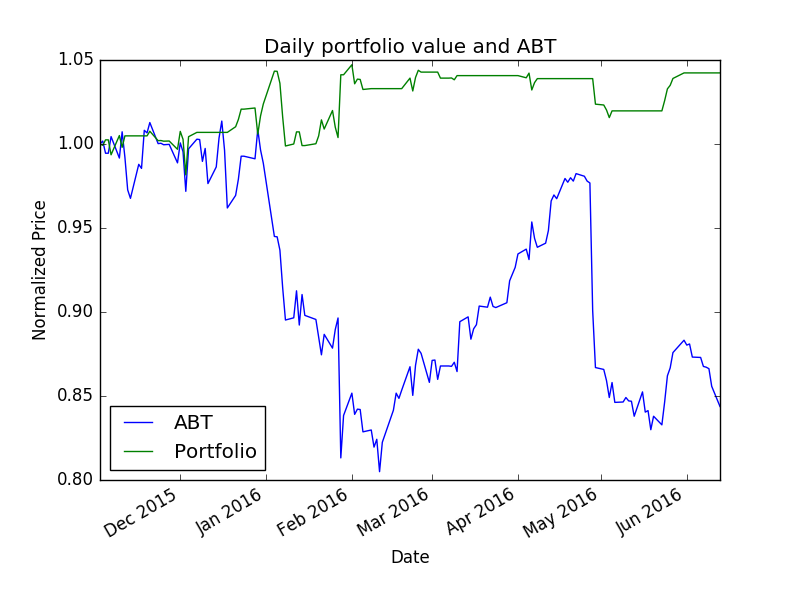 Daily portfolio value and ABT
1.05
1.00
0.95
0.90
0.85
0.80
Normalized Price
ABT
Portfolio
Dec 2015
Jan 2016
Feb 2016
Mar 2016
Apr 2016
May 2016
Jun 2016
Date